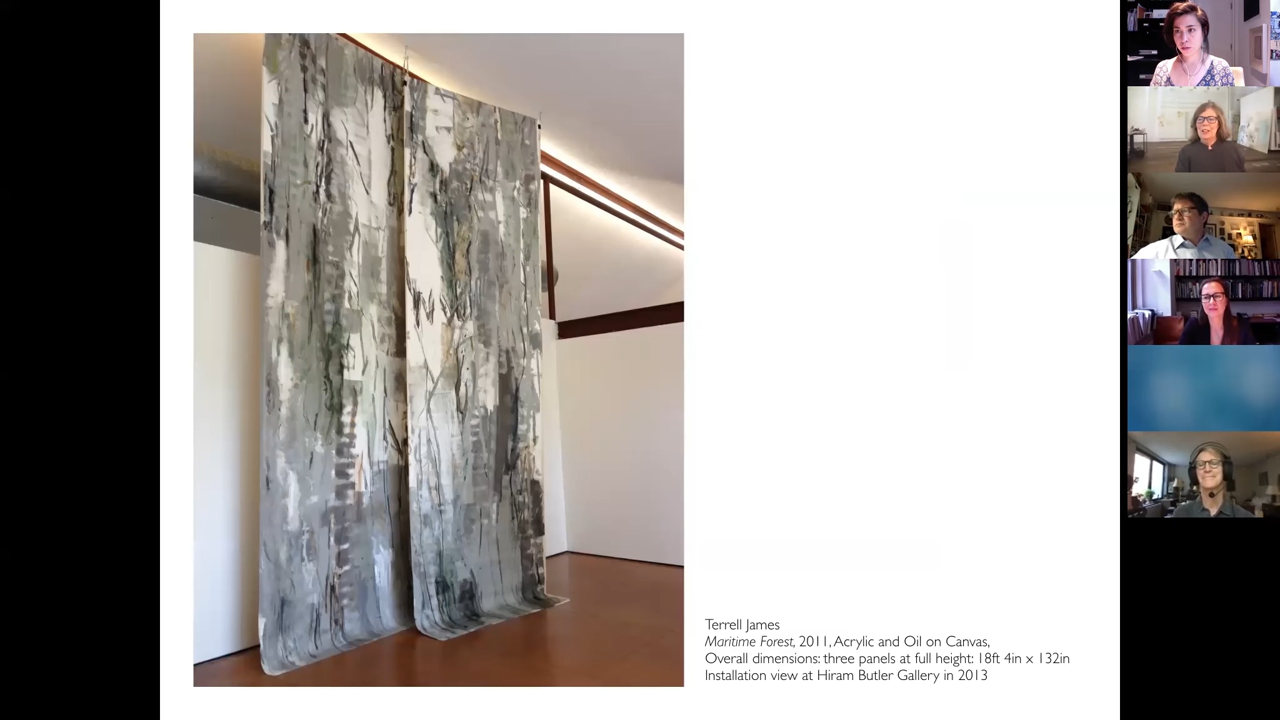 Terrell James
Maritime Forest, 2011, Acrylic and Oil on Canvas,
Overall dimensions: three panels at full height: 18ft 4in x 132in
Installation view at Hiram Butler Gallery in 2013